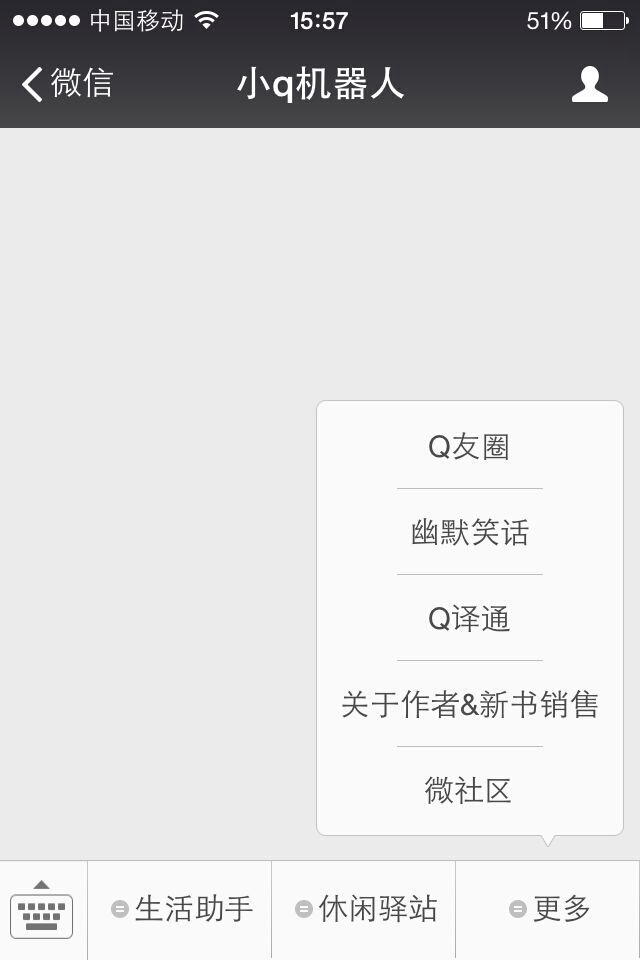 中国移动 15:57 51%
微信 小q机器人
Q友圈
幽默笑话
Q译通
关于作者&新书销售
微社区
生活助手 休闲驿站 更多